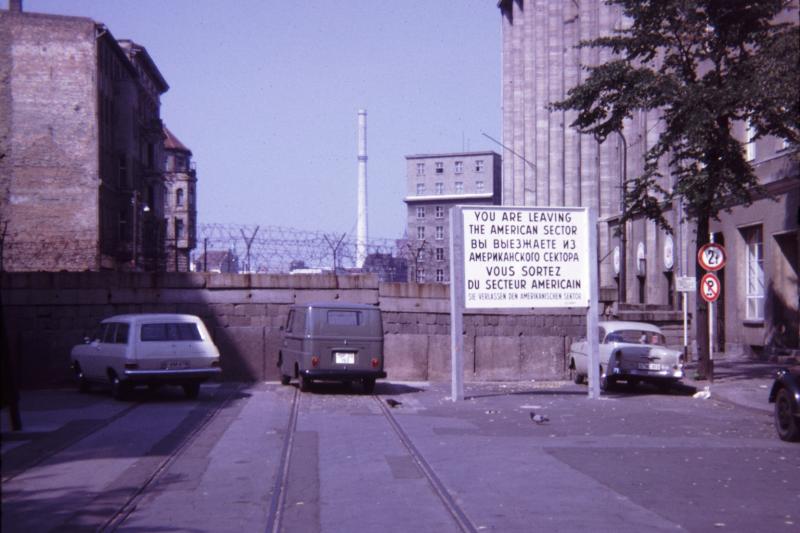 YOU ARE LEAVING
THE AMERICAN SECTOR
ВЫ ВЫЕЗЖАЕТЕ ИЗ
АМЕРИКАНСКОГО СЕКТОРА
VOUS SORTEZ
DU SECTEUR AMERICAIN
SIE VERLASSEN DEN AMERIKANISCHEN SEKTOR